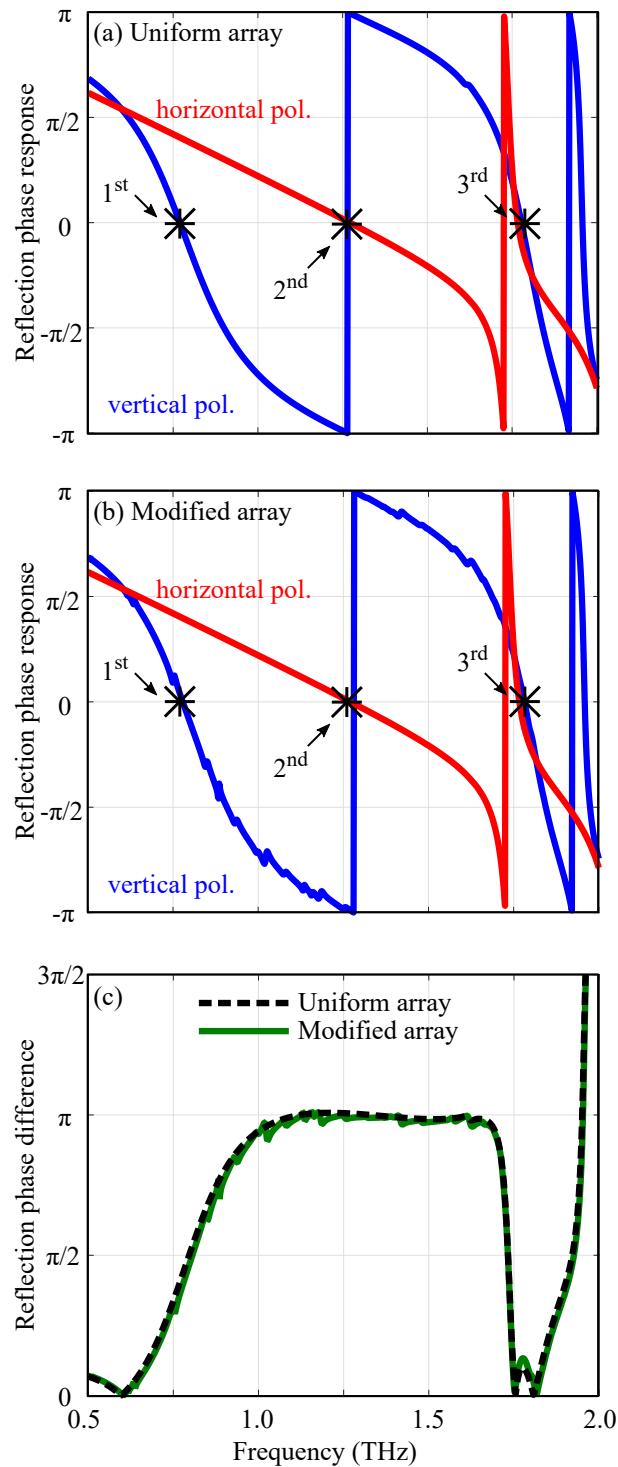 π
(a) Uniform array
horizontal pol.
π/2
1st
3rd
0
2nd
-π/2
vertical pol.
-π
Reflection phase response
π
(b) Modified array
horizontal pol.
π/2
1st
3rd
0
2nd
-π/2
vertical pol.
-π
Reflection phase response
3π/2
(c)
Uniform array
Modified array
π
π/2
0
Reflection phase difference
0.5 1.0 1.5 2.0
Frequency (THz)